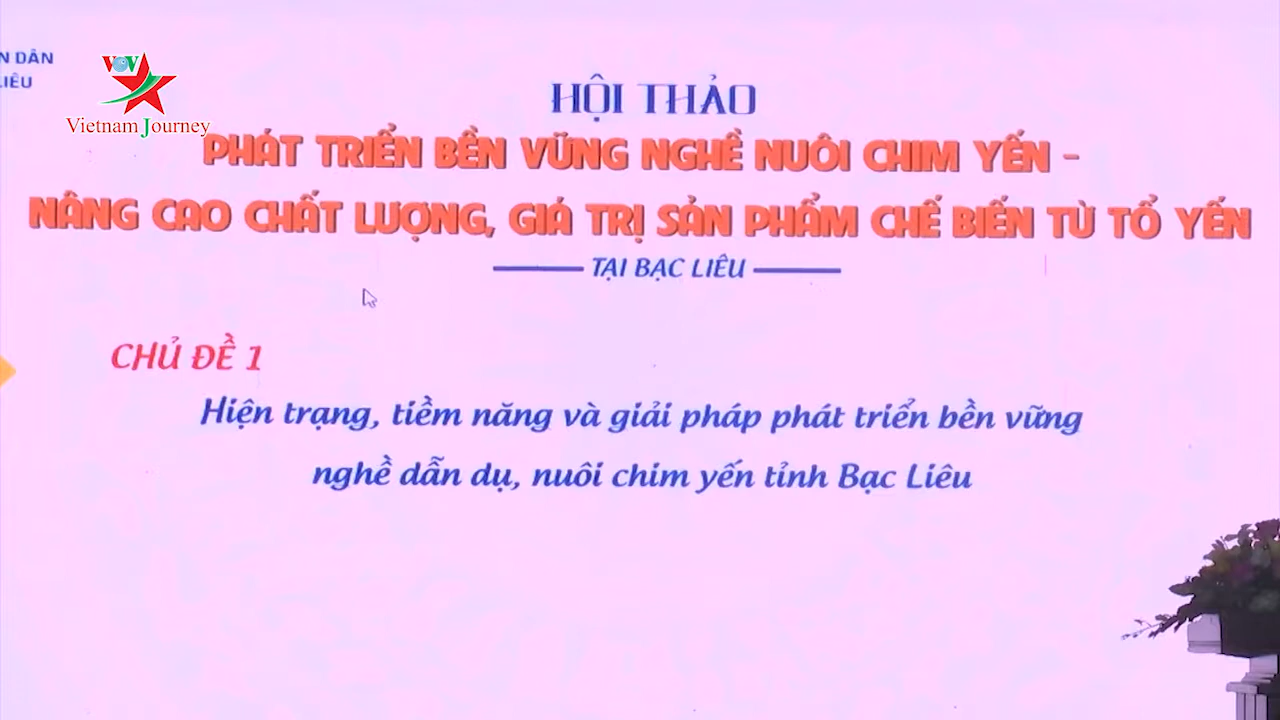 N DÂN
LIÊU
VOV
Vietnam Journey
HỘI THẢO
PHÁT TRIỂN BỀN VỮNG NGHỀ NUÔI CHIM YẾN -
NÂNG CAO CHẤT LƯỢNG, GIÁ TRỊ SẢN PHẨM CHẾ BIẾN TỪ TỔ YẾN
TẠI BẠC LIÊU
CHỦ ĐỀ 1
Hiện trạng, tiềm năng và giải pháp phát triển bền vững
nghề dẫn dụ, nuôi chim yến tỉnh Bạc Liêu